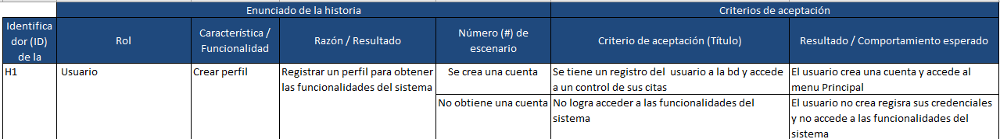 Enunciado de la historia
Criterios de aceptación
Identifica
dor (ID)
de la
Rol
Característica /
Funcionalidad
Razón / Resultado
Número (#) de
escenario
Criterio de aceptación (Título)
Resultado / Comportamiento esperado
H1
Usuario
Crear perfil
Registrar un perfil para obtener
las funcionalidades del sistema
Se crea una cuenta
Se tiene un registro del  usuario a la bd y accede
a un control de sus citas
El usuario crea una cuenta y accede al
menu Principal
No obtiene una cuenta
No logra acceder a las funcionalidades del
sistema
El usuario no crea regisra sus credenciales
y no accede a las funcionalidades del
sistema